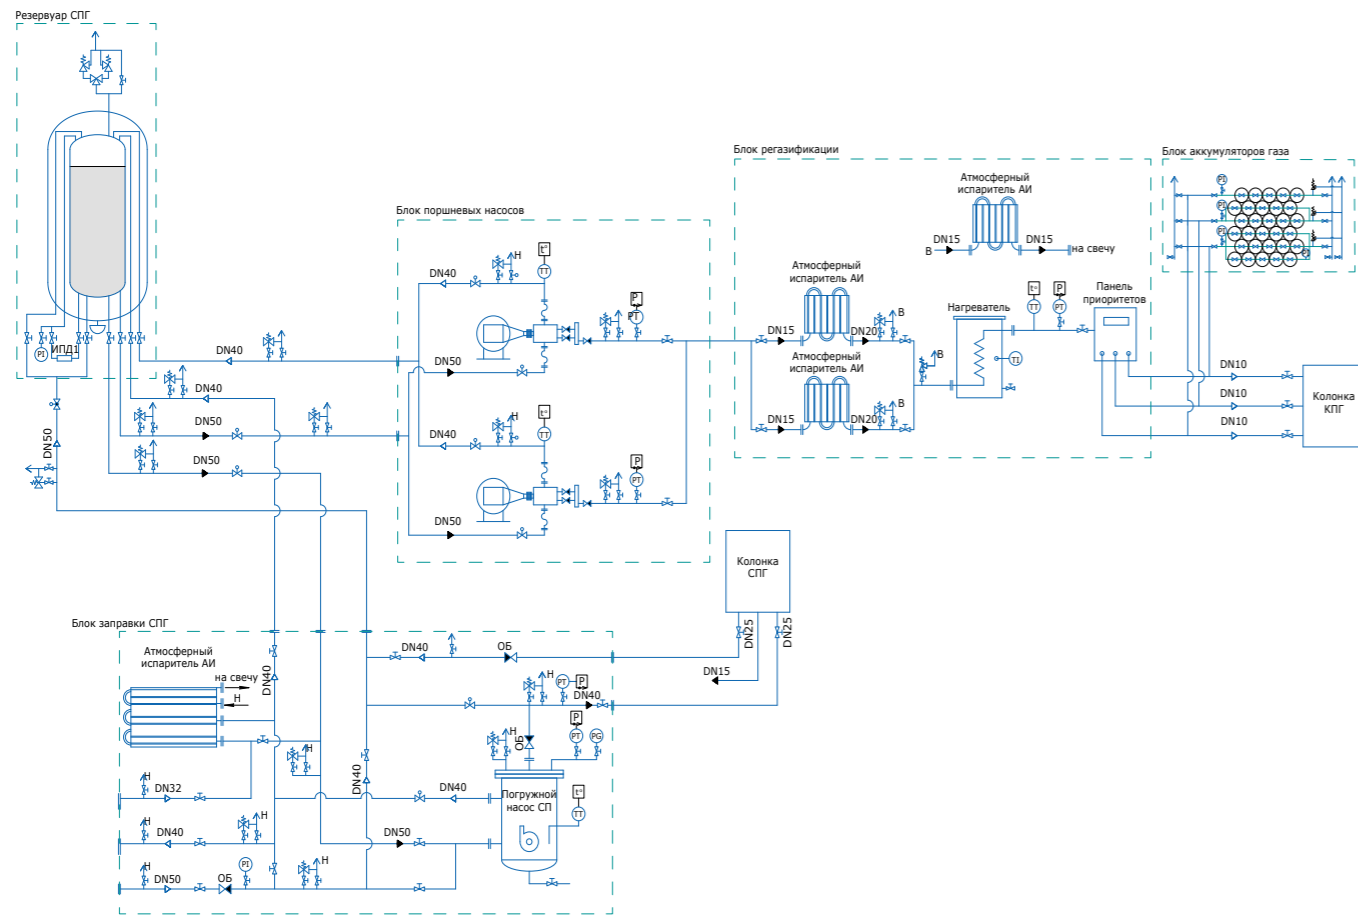 Резервуар СПГ
PI
ИПД1
DN50
DN40
DN40
DN50
DN50
Блок поршневых насосов
DN40
Н
t°
TT
P
PT
DN50
DN40
Н
t°
TT
P
PT
DN50
Блок регазификации
Атмосферный
испаритель АИ
В
DN15
DN15
на свечу
Атмосферный
испаритель АИ
DN15
DN20
В
Атмосферный
испаритель АИ
DN15
DN20
В
В
Нагреватель
TI
t°
TT
P
PT
Панель
приоритетов
Блок аккумуляторов газа
PI
PI
PI
PI
DN10
DN10
DN10
Колонка
КПГ
Колонка
СПГ
DN25
DN25
DN15
Блок заправки СПГ
Атмосферный
испаритель АИ
на свечу
Н
DN40
DN40
DN40
ОБ
Н
PT
P
DN40
ОБ
P
PT
PG
Н
Н
Н
DN32
DN40
Погружной
насос СП
t°
TT
Н
DN40
Н
DN50
Н
DN50
ОБ
PI
Н